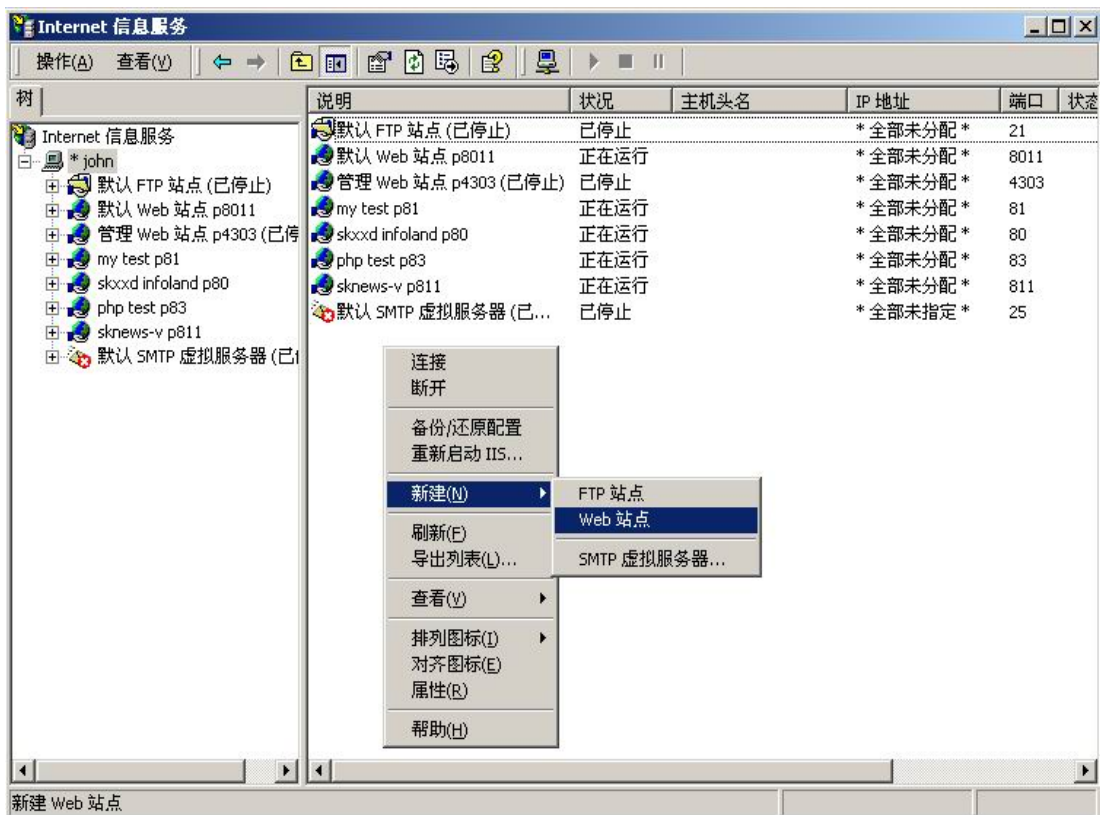 Internet 信息服务
操作(A) 查看(V)
树
Internet 信息服务
* john
默认 FTP 站点 (已停止)
默认 Web 站点 p8011
管理 Web 站点 p4303 (已停
my test p81
skxxd infoland p80
php test p83
sknews-v p811
默认 SMTP 虚拟服务器 (已
说明 状况 主机头名 IP 地址 端口 状态
默认 FTP 站点 (已停止) 已停止 * 全部未分配 * 21
默认 Web 站点 p8011 正在运行 * 全部未分配 * 8011
管理 Web 站点 p4303 (已停止) 已停止 * 全部未分配 * 4303
my test p81 正在运行 * 全部未分配 * 81
skxxd infoland p80 正在运行 * 全部未分配 * 80
php test p83 正在运行 * 全部未分配 * 83
sknews-v p811 正在运行 * 全部未分配 * 811
默认 SMTP 虚拟服务器 (已... 已停止 * 全部未指定 * 25
连接
断开
备份/还原配置
重新启动 IIS...
新建(N)
FTP 站点
Web 站点
SMTP 虚拟服务器...
刷新(F)
导出列表(L)...
查看(V)
排列图标(I)
对齐图标(E)
属性(R)
帮助(H)
新建 Web 站点